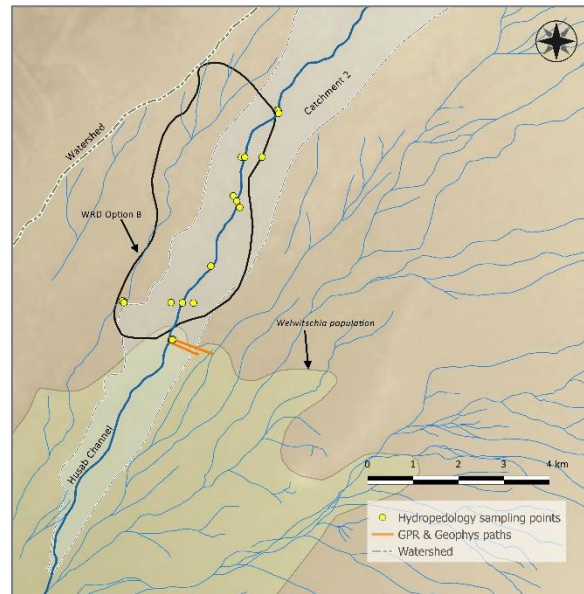 Catchment 2
Watershed
WRD Option B
Welwitschia population
Husab Channel
0 1 2 3 4 km
Hydropedology sampling points
GPR & Geophys paths
Watershed